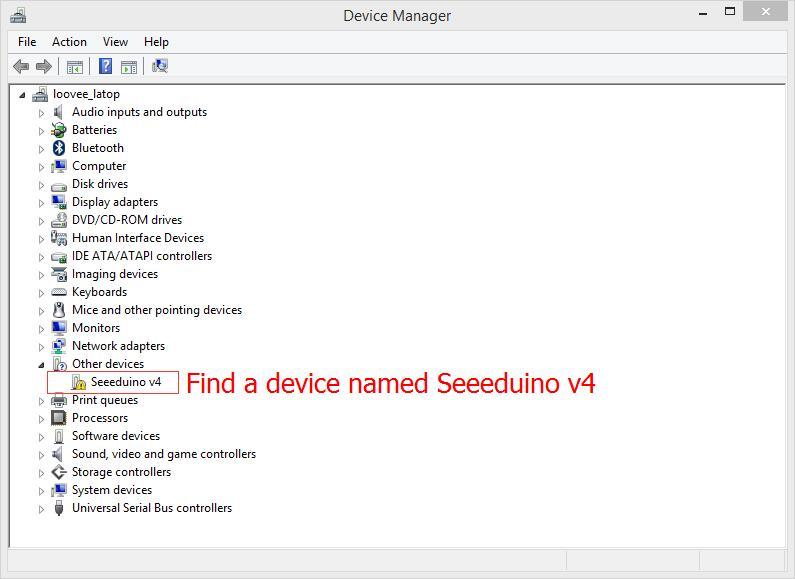 Device Manager
File Action View Help
loovee_latop
Audio inputs and outputs
Batteries
Bluetooth
Computer
Disk drives
Display adapters
DVD/CD-ROM drives
Human Interface Devices
IDE ATA/ATAPI controllers
Imaging devices
Keyboards
Mice and other pointing devices
Monitors
Network adapters
Other devices
Seeeduino v4 Find a device named Seeeduino v4
Print queues
Processors
Software devices
Sound, video and game controllers
Storage controllers
System devices
Universal Serial Bus controllers